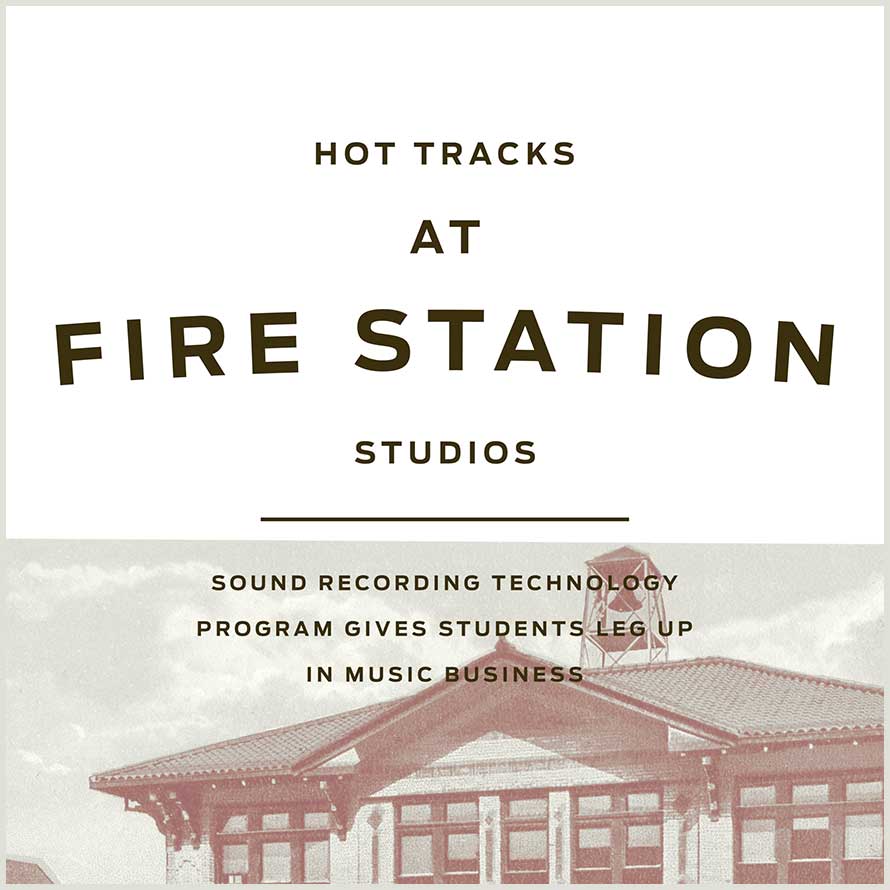 HOT TRACKS
AT
FIRE STATION
STUDIOS
SOUND RECORDING TECHNOLOGY
PROGRAM GIVES STUDENTS LEG UP
IN MUSIC BUSINESS